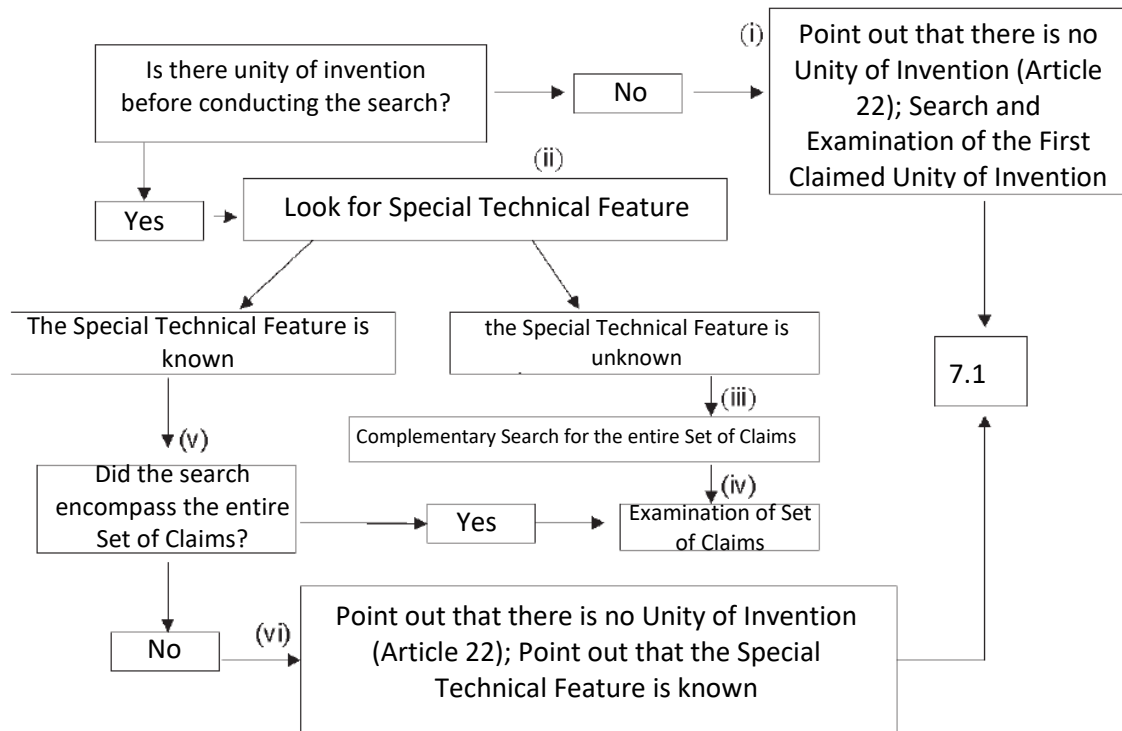 Is there unity of invention
before conducting the search?
No
(i)
Point out that there is no
Unity of Invention (Article
22); Search and
Examination of the First
Claimed Unity of Invention
Yes
(ii)
Look for Special Technical Feature
The Special Technical Feature is
known
the Special Technical Feature is
unknown
7.1
(iii)
Complementary Search for the entire Set of Claims
(v)
Did the search
encompass the entire
Set of Claims?
Yes
(iv)
Examination of Set
of Claims
No
(vi)
Point out that there is no Unity of Invention
(Article 22); Point out that the Special
Technical Feature is known